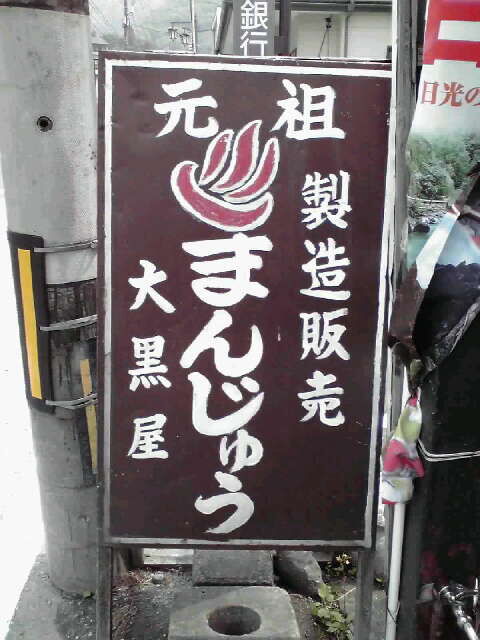 銀行
元祖
製造販売
♨まんじゅう
大黒屋
日光の